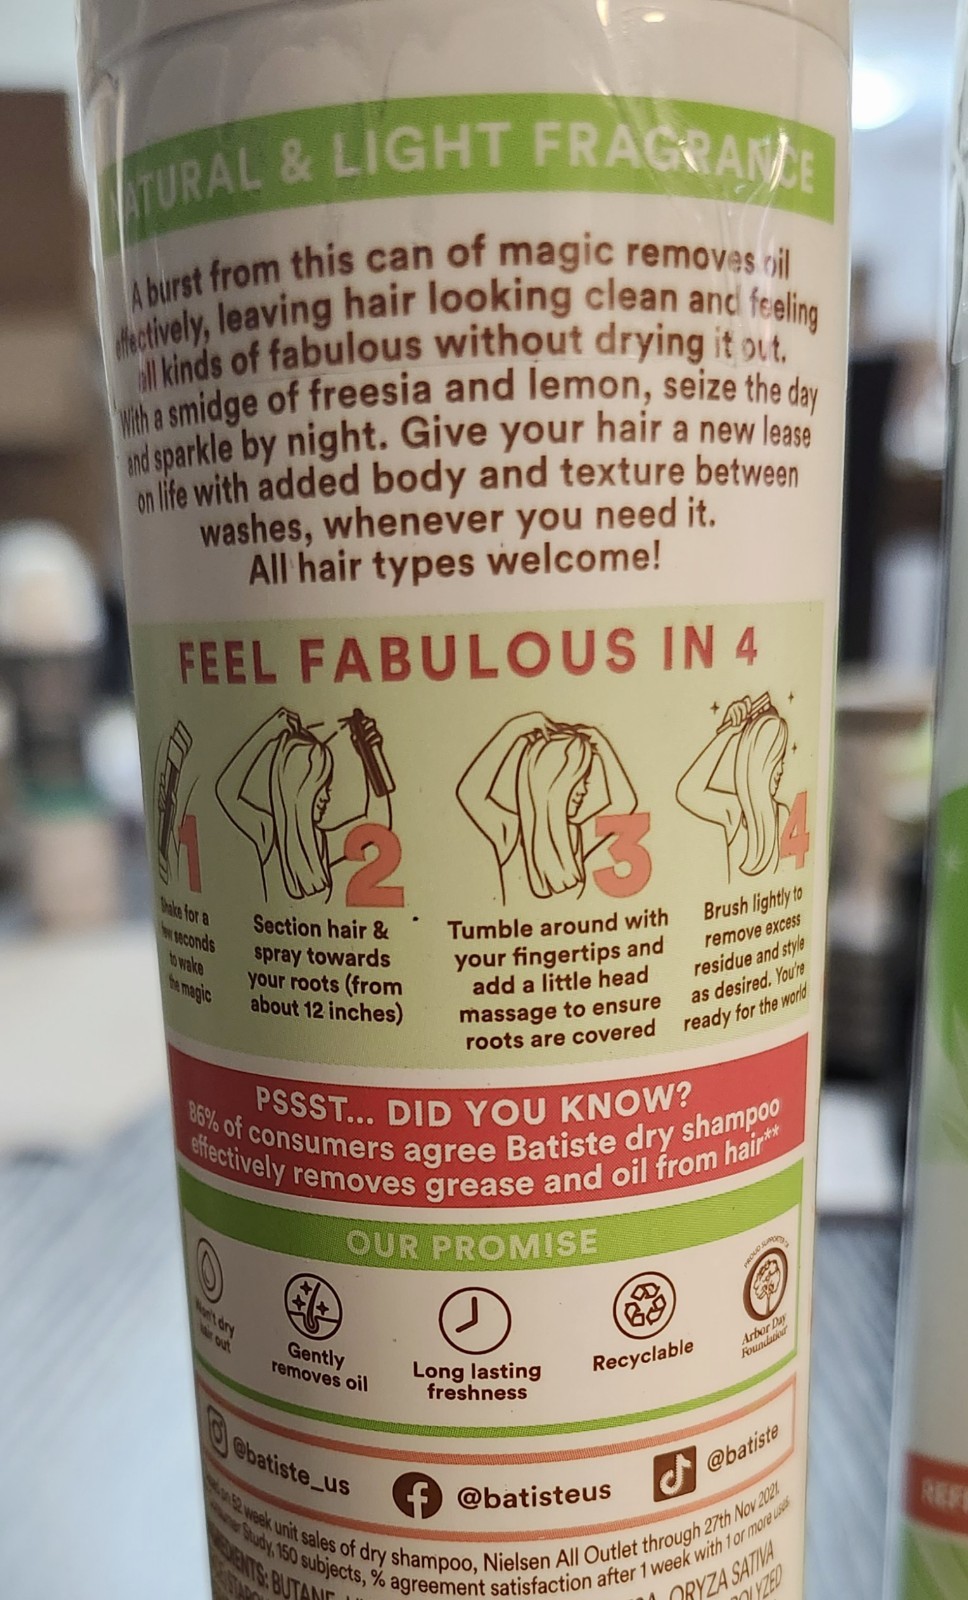 NATURAL & LIGHT FRAGRANCE
A burst from this can of magic removes oil
effectively, leaving hair looking clean and feeling
all kinds of fabulous without drying it out.
With a smidge of freesia and lemon, seize the day
and sparkle by night. Give your hair a new lease
on life with added body and texture between
washes, whenever you need it.
All hair types welcome!
FEEL FABULOUS IN 4
1
Shake for a
few seconds
to wake
the magic
2
Section hair &
spray towards
your roots (from
about 12 inches)
3
Tumble around with
your fingertips and
add a little head
massage to ensure
roots are covered
4
Brush lightly to
remove excess
residue and style
as desired. You're
ready for the world
PSSST... DID YOU KNOW?
86% of consumers agree Batiste dry shampoo
effectively removes grease and oil from hair**
OUR PROMISE
Won't dry
hair out
Gently
removes oil
Long lasting
freshness
Recyclable
Arbor Day
Foundation
@batiste_us
@batisteus
@batiste
on 52 week unit sales of dry shampoo, Nielsen All Outlet through 27th Nov 2021.
Study, 150 subjects, % agreement satisfaction after 1 week with 1 or more uses.
INGREDIENTS: BUTANE, ORYZA SATIVA